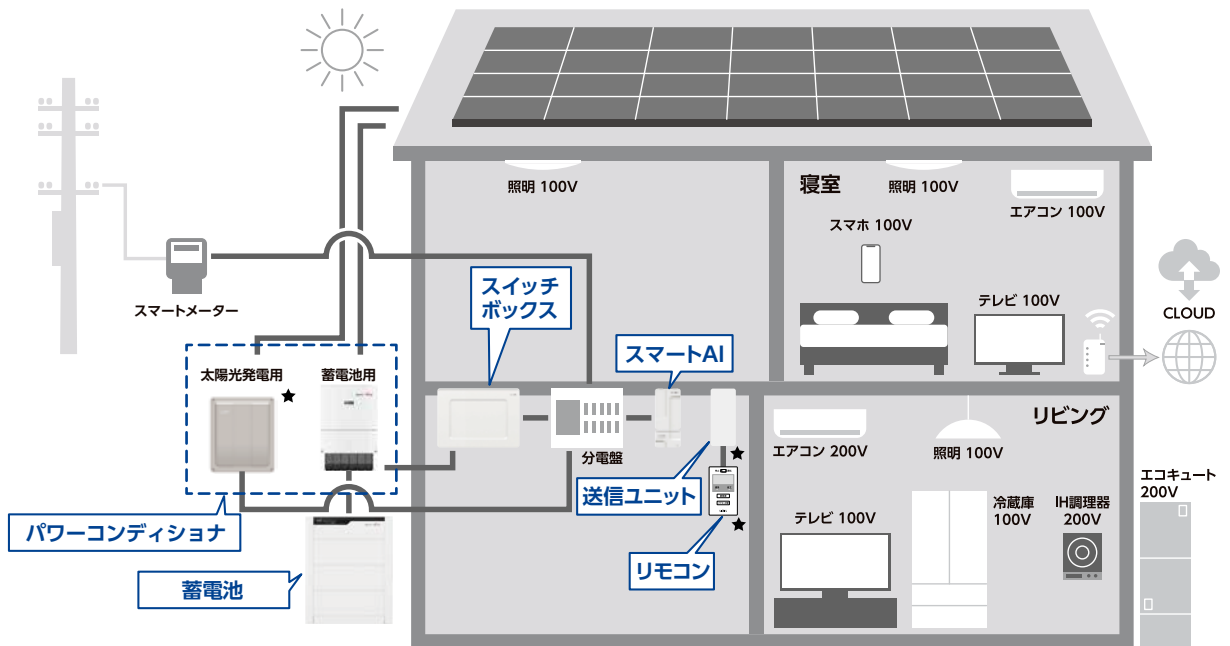 照明 100V
寝室
照明 100V
エアコン 100V
スマホ 100V
テレビ 100V
CLOUD
スマートメーター
スイッチ
ボックス
スマートAI
太陽光発電用
★
蓄電池用
分電盤
送信ユニット
★
★
リモコン
パワーコンディショナ
蓄電池
リビング
エアコン 200V
照明 100V
テレビ 100V
冷蔵庫
100V
IH調理器
200V
エコキュート
200V